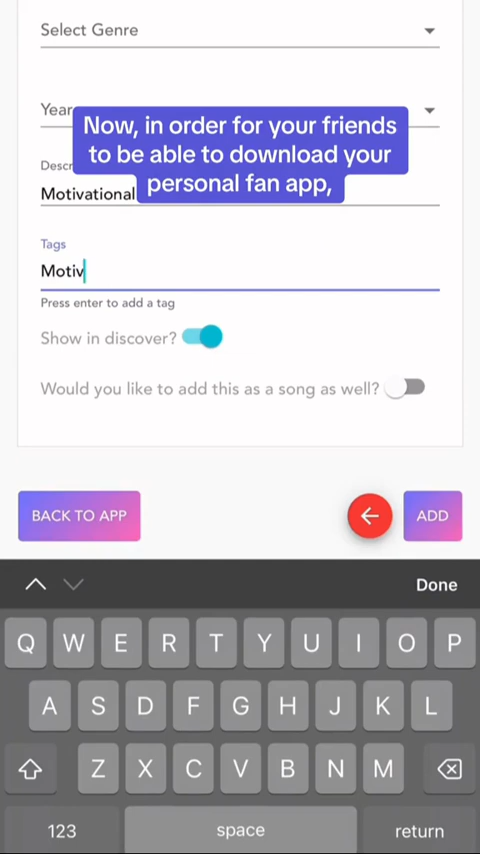 Select Genre
Year
Now, in order for your friends
to be able to download your
personal fan app,
Motivational
Tags
Motiv
Press enter to add a tag
Show in discover?
Would you like to add this as a song as well?
BACK TO APP
ADD
Done
Q W E R T Y U I O P
A S D F G H J K L
Z X C V B N M
123 space return